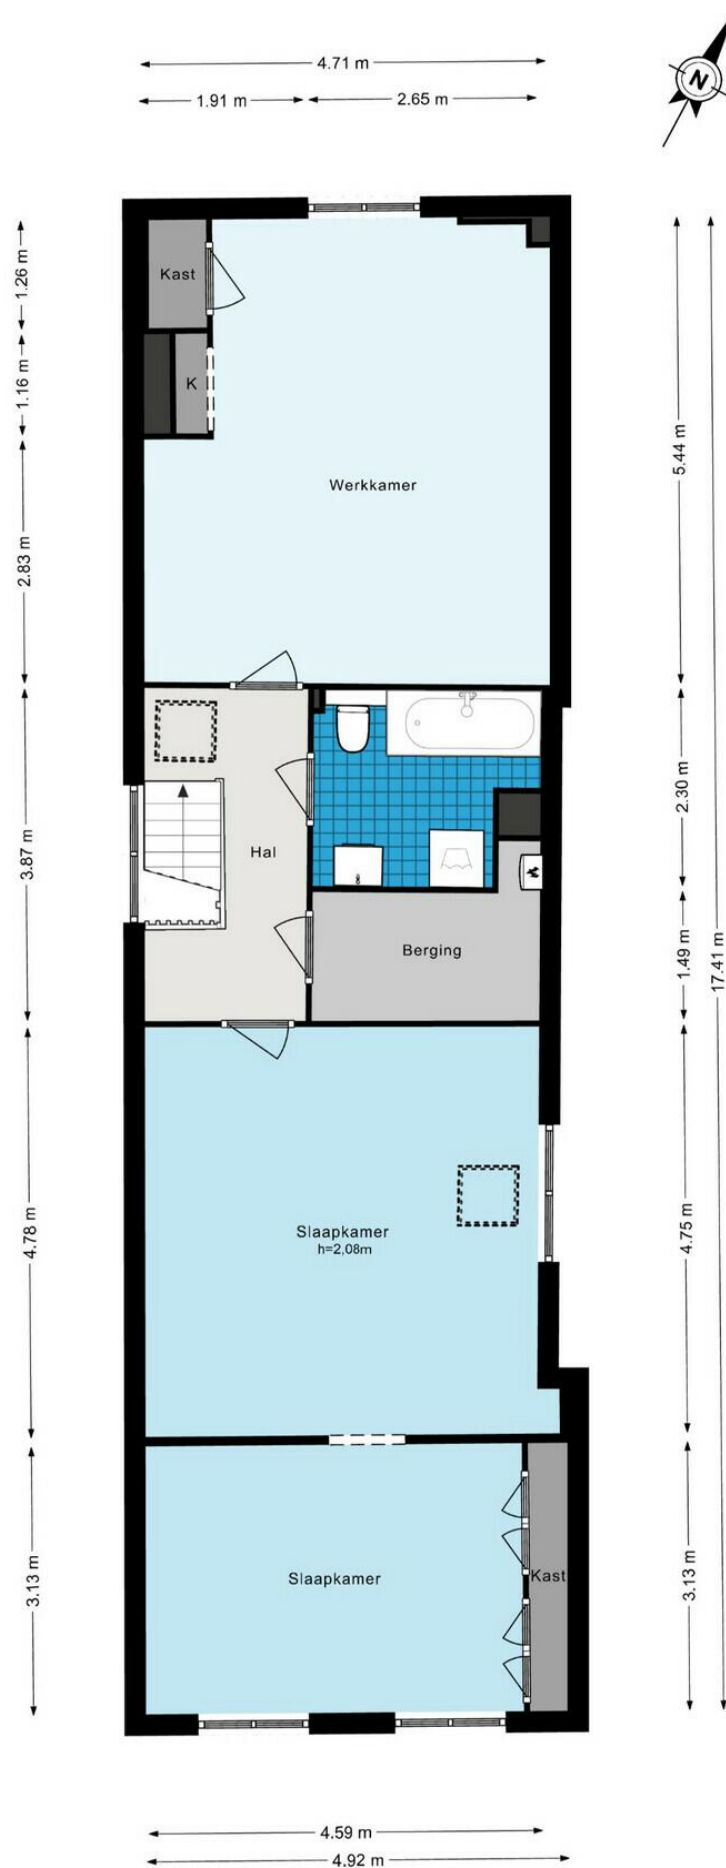 4.71 m
1.91 m
2.65 m
N
1.26 m
Kast
1.16 m
K
5.44 m
Werkkamer
2.83 m
2.30 m
Hal
3.87 m
Berging
1.49 m
17.41 m
Slaapkamer
h=2,08m
4.78 m
4.75 m
Slaapkamer
Kast
3.13 m
3.13 m
4.59 m
4.92 m